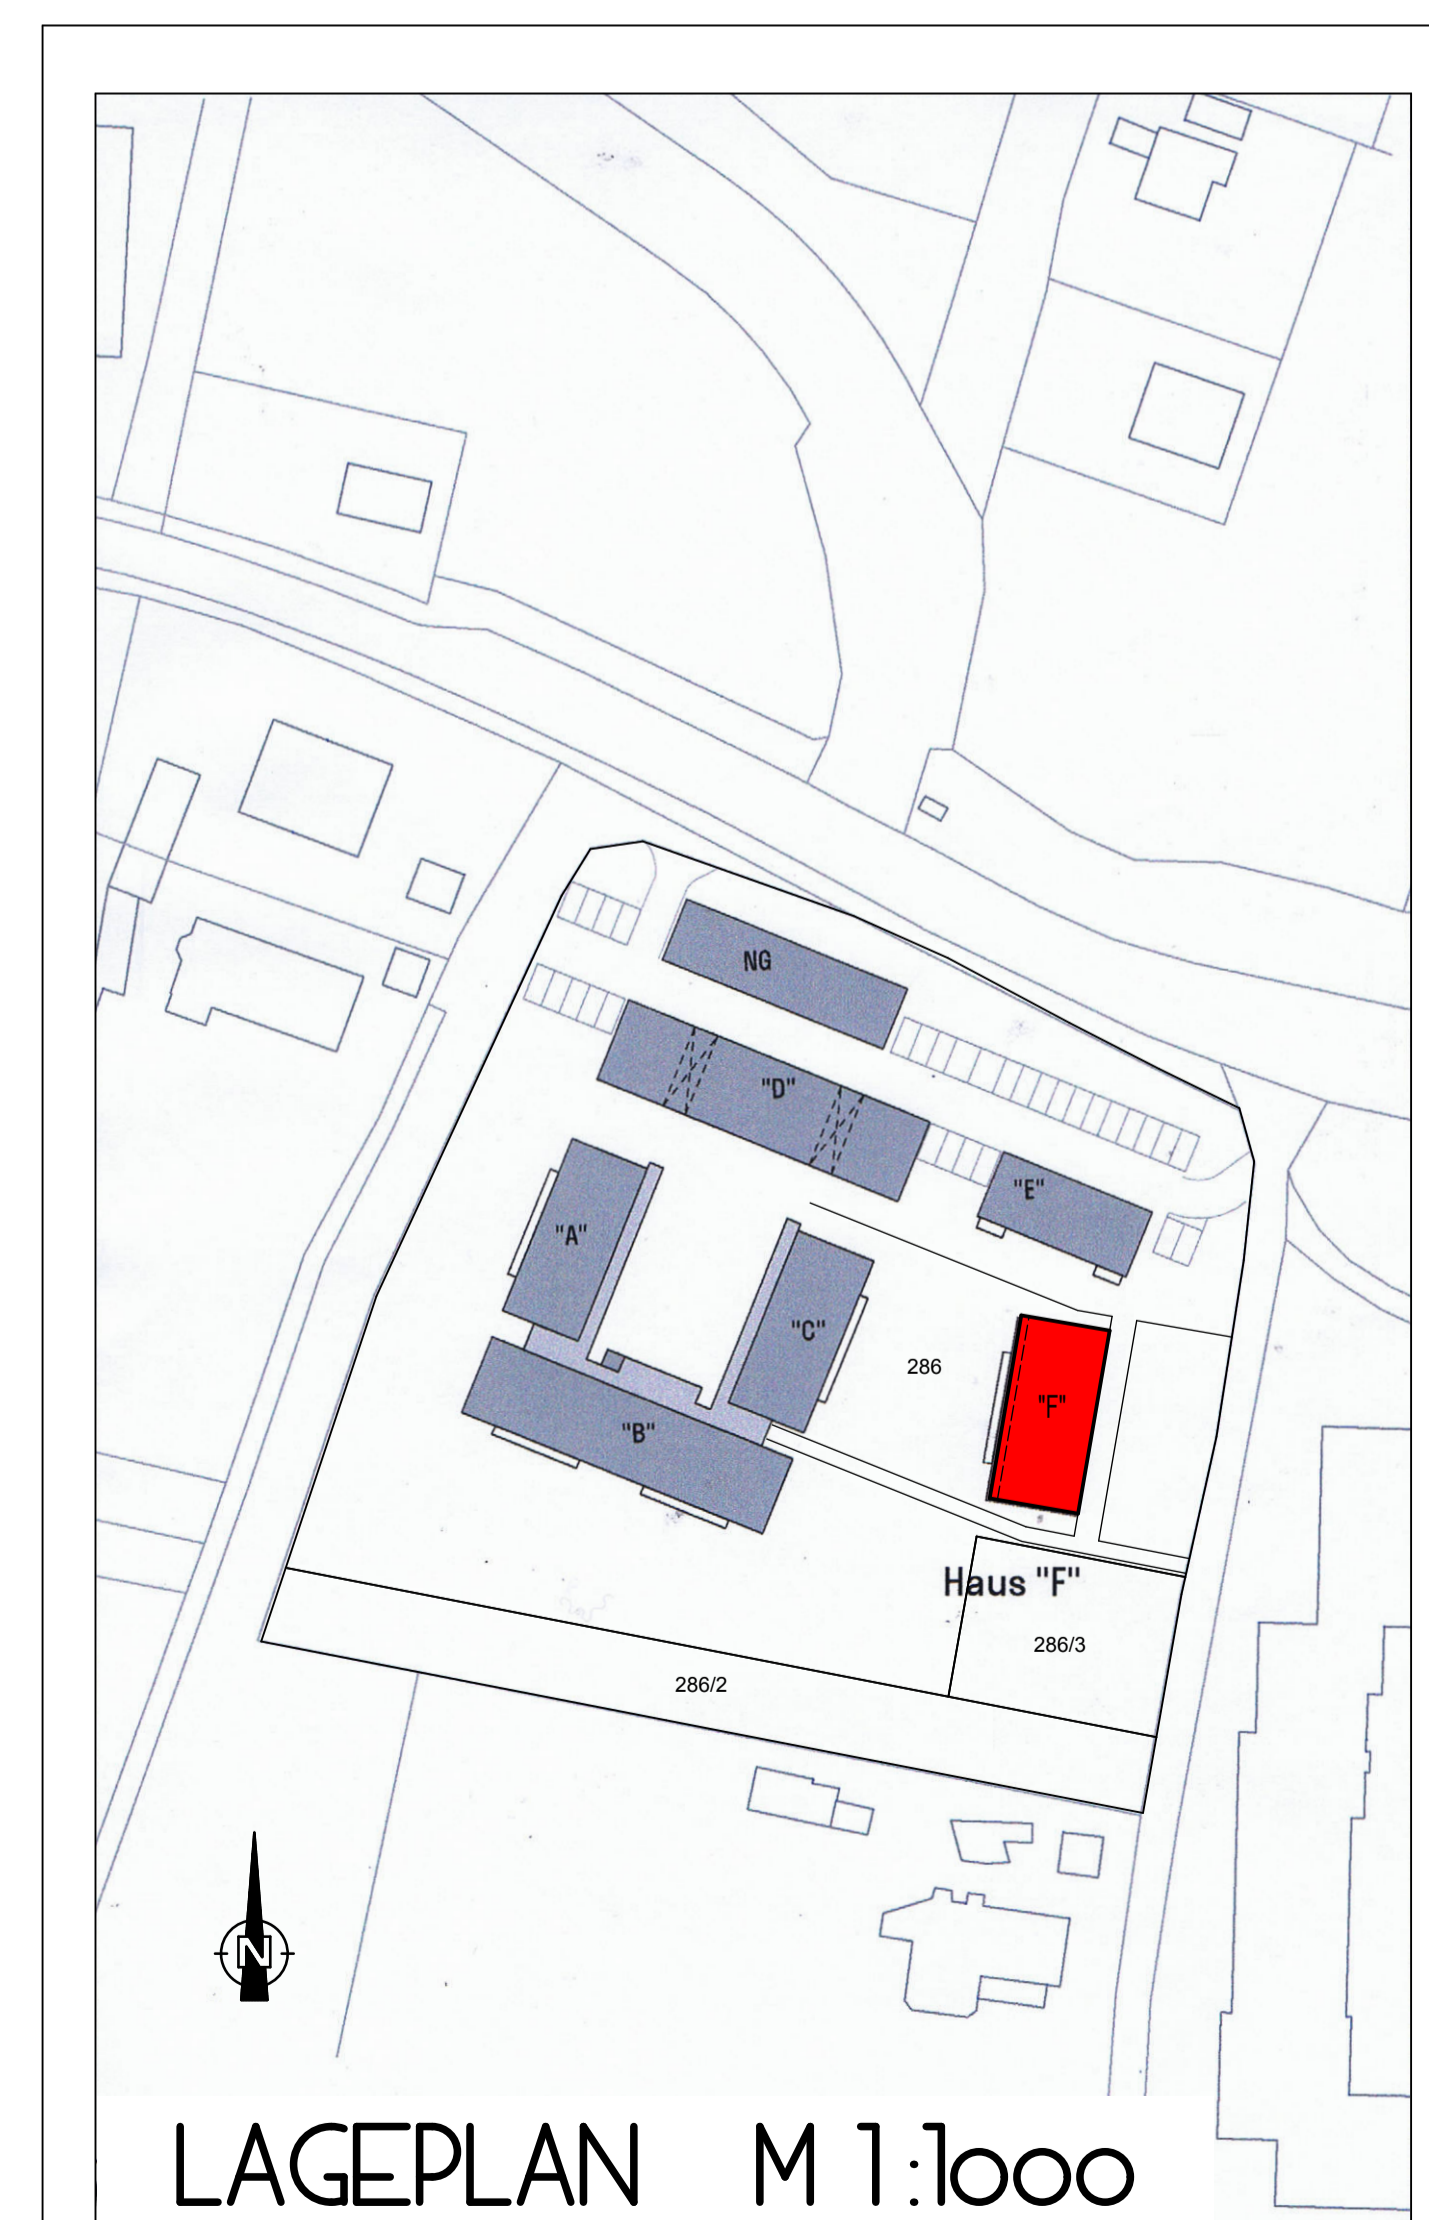 NG
"D"
"E"
"A"
"C"
286
"F"
"B"
Haus "F"
286/3
286/2
N
LAGEPLAN M 1:1000